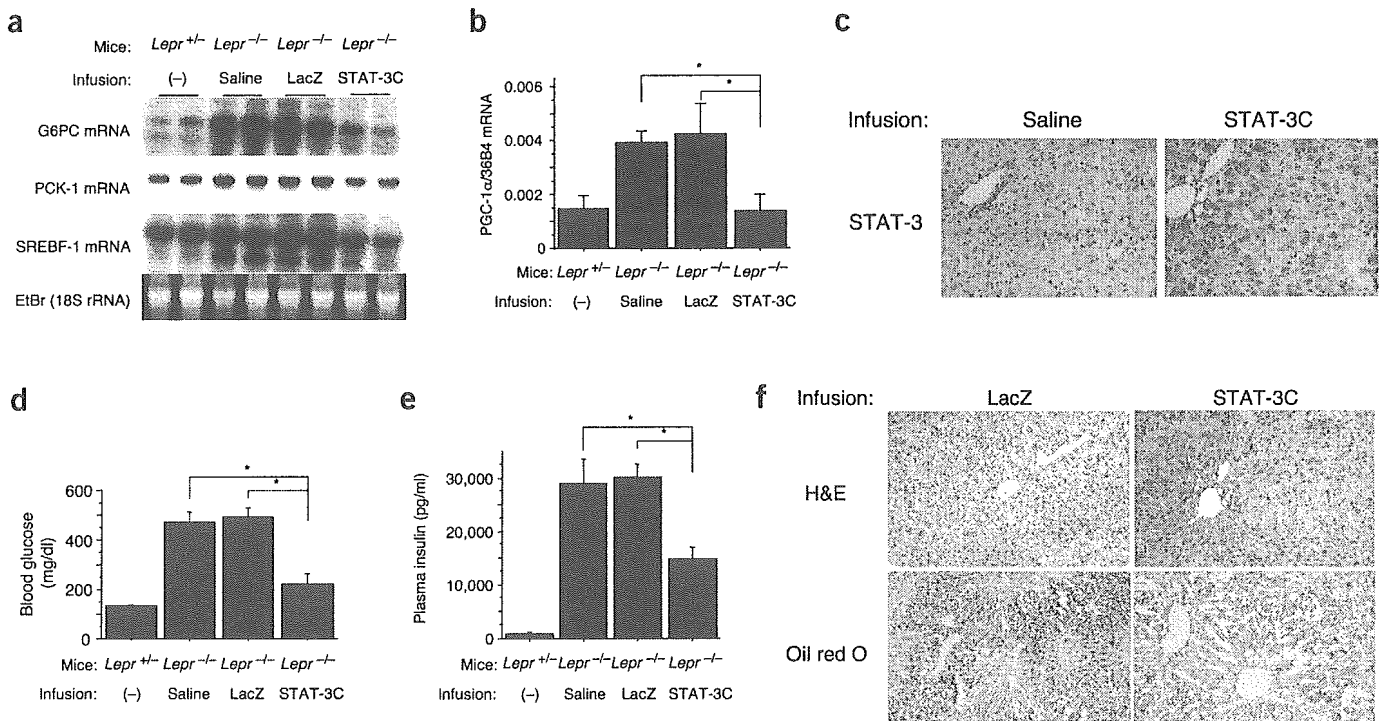 a
Mice: Lepr +/– Lepr –/– Lepr –/– Lepr –/–
Infusion: (–) Saline LacZ STAT-3C
G6PC mRNA
PCK-1 mRNA
SREBF-1 mRNA
EtBr (18S rRNA)
b
PGC-1α/36B4 mRNA
0.006
0.004
0.002
0
* 
*
Mice: Lepr +/– Lepr –/– Lepr –/– Lepr –/–
Infusion: (–) Saline LacZ STAT-3C
c
Infusion: Saline STAT-3C
STAT-3
d
Blood glucose
(mg/dl)
600
400
200
0
*
*
Mice: Lepr +/– Lepr –/– Lepr –/– Lepr –/–
Infusion: (–) Saline LacZ STAT-3C
e
Plasma insulin (pg/ml)
30,000
20,000
10,000
0
*
*
Mice: Lepr +/– Lepr –/– Lepr –/– Lepr –/–
Infusion: (–) Saline LacZ STAT-3C
f
Infusion: LacZ STAT-3C
H&E
Oil red O